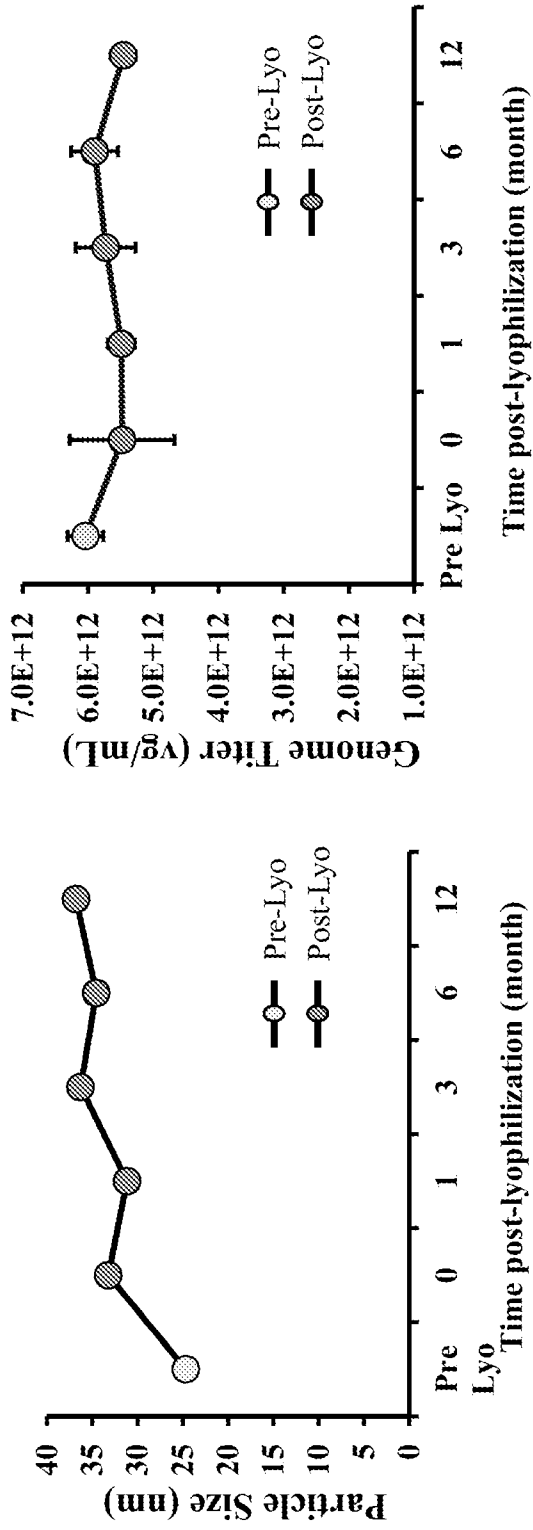 Particle Size (nm)
40
35
30
25
20
15
10
5
0
Pre-Lyo
Post-Lyo
Pre
Lyo
0
1
3
6
12
Time post-lyophilization (month)
Genome Titer (vg/mL)
7.0E+12
6.0E+12
5.0E+12
4.0E+12
3.0E+12
2.0E+12
1.0E+12
Pre-Lyo
Post-Lyo
Pre Lyo 0 1 3 6 12
Time post-lyophilization (month)